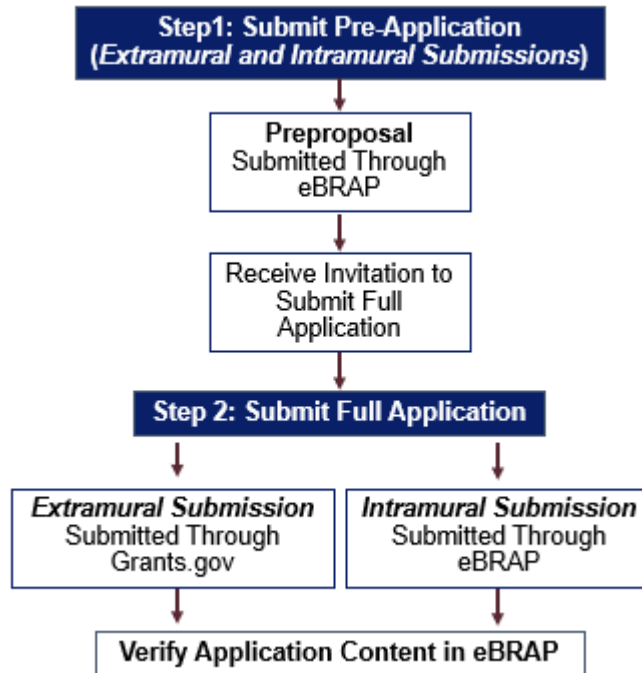 Step1: Submit Pre-Application
(Extramural and Intramural Submissions)
Preproposal
Submitted Through
eBRAP
Receive Invitation to
Submit Full
Application
Step 2: Submit Full Application
Extramural Submission
Submitted Through
Grants.gov
Intramural Submission
Submitted Through
eBRAP
Verify Application Content in eBRAP